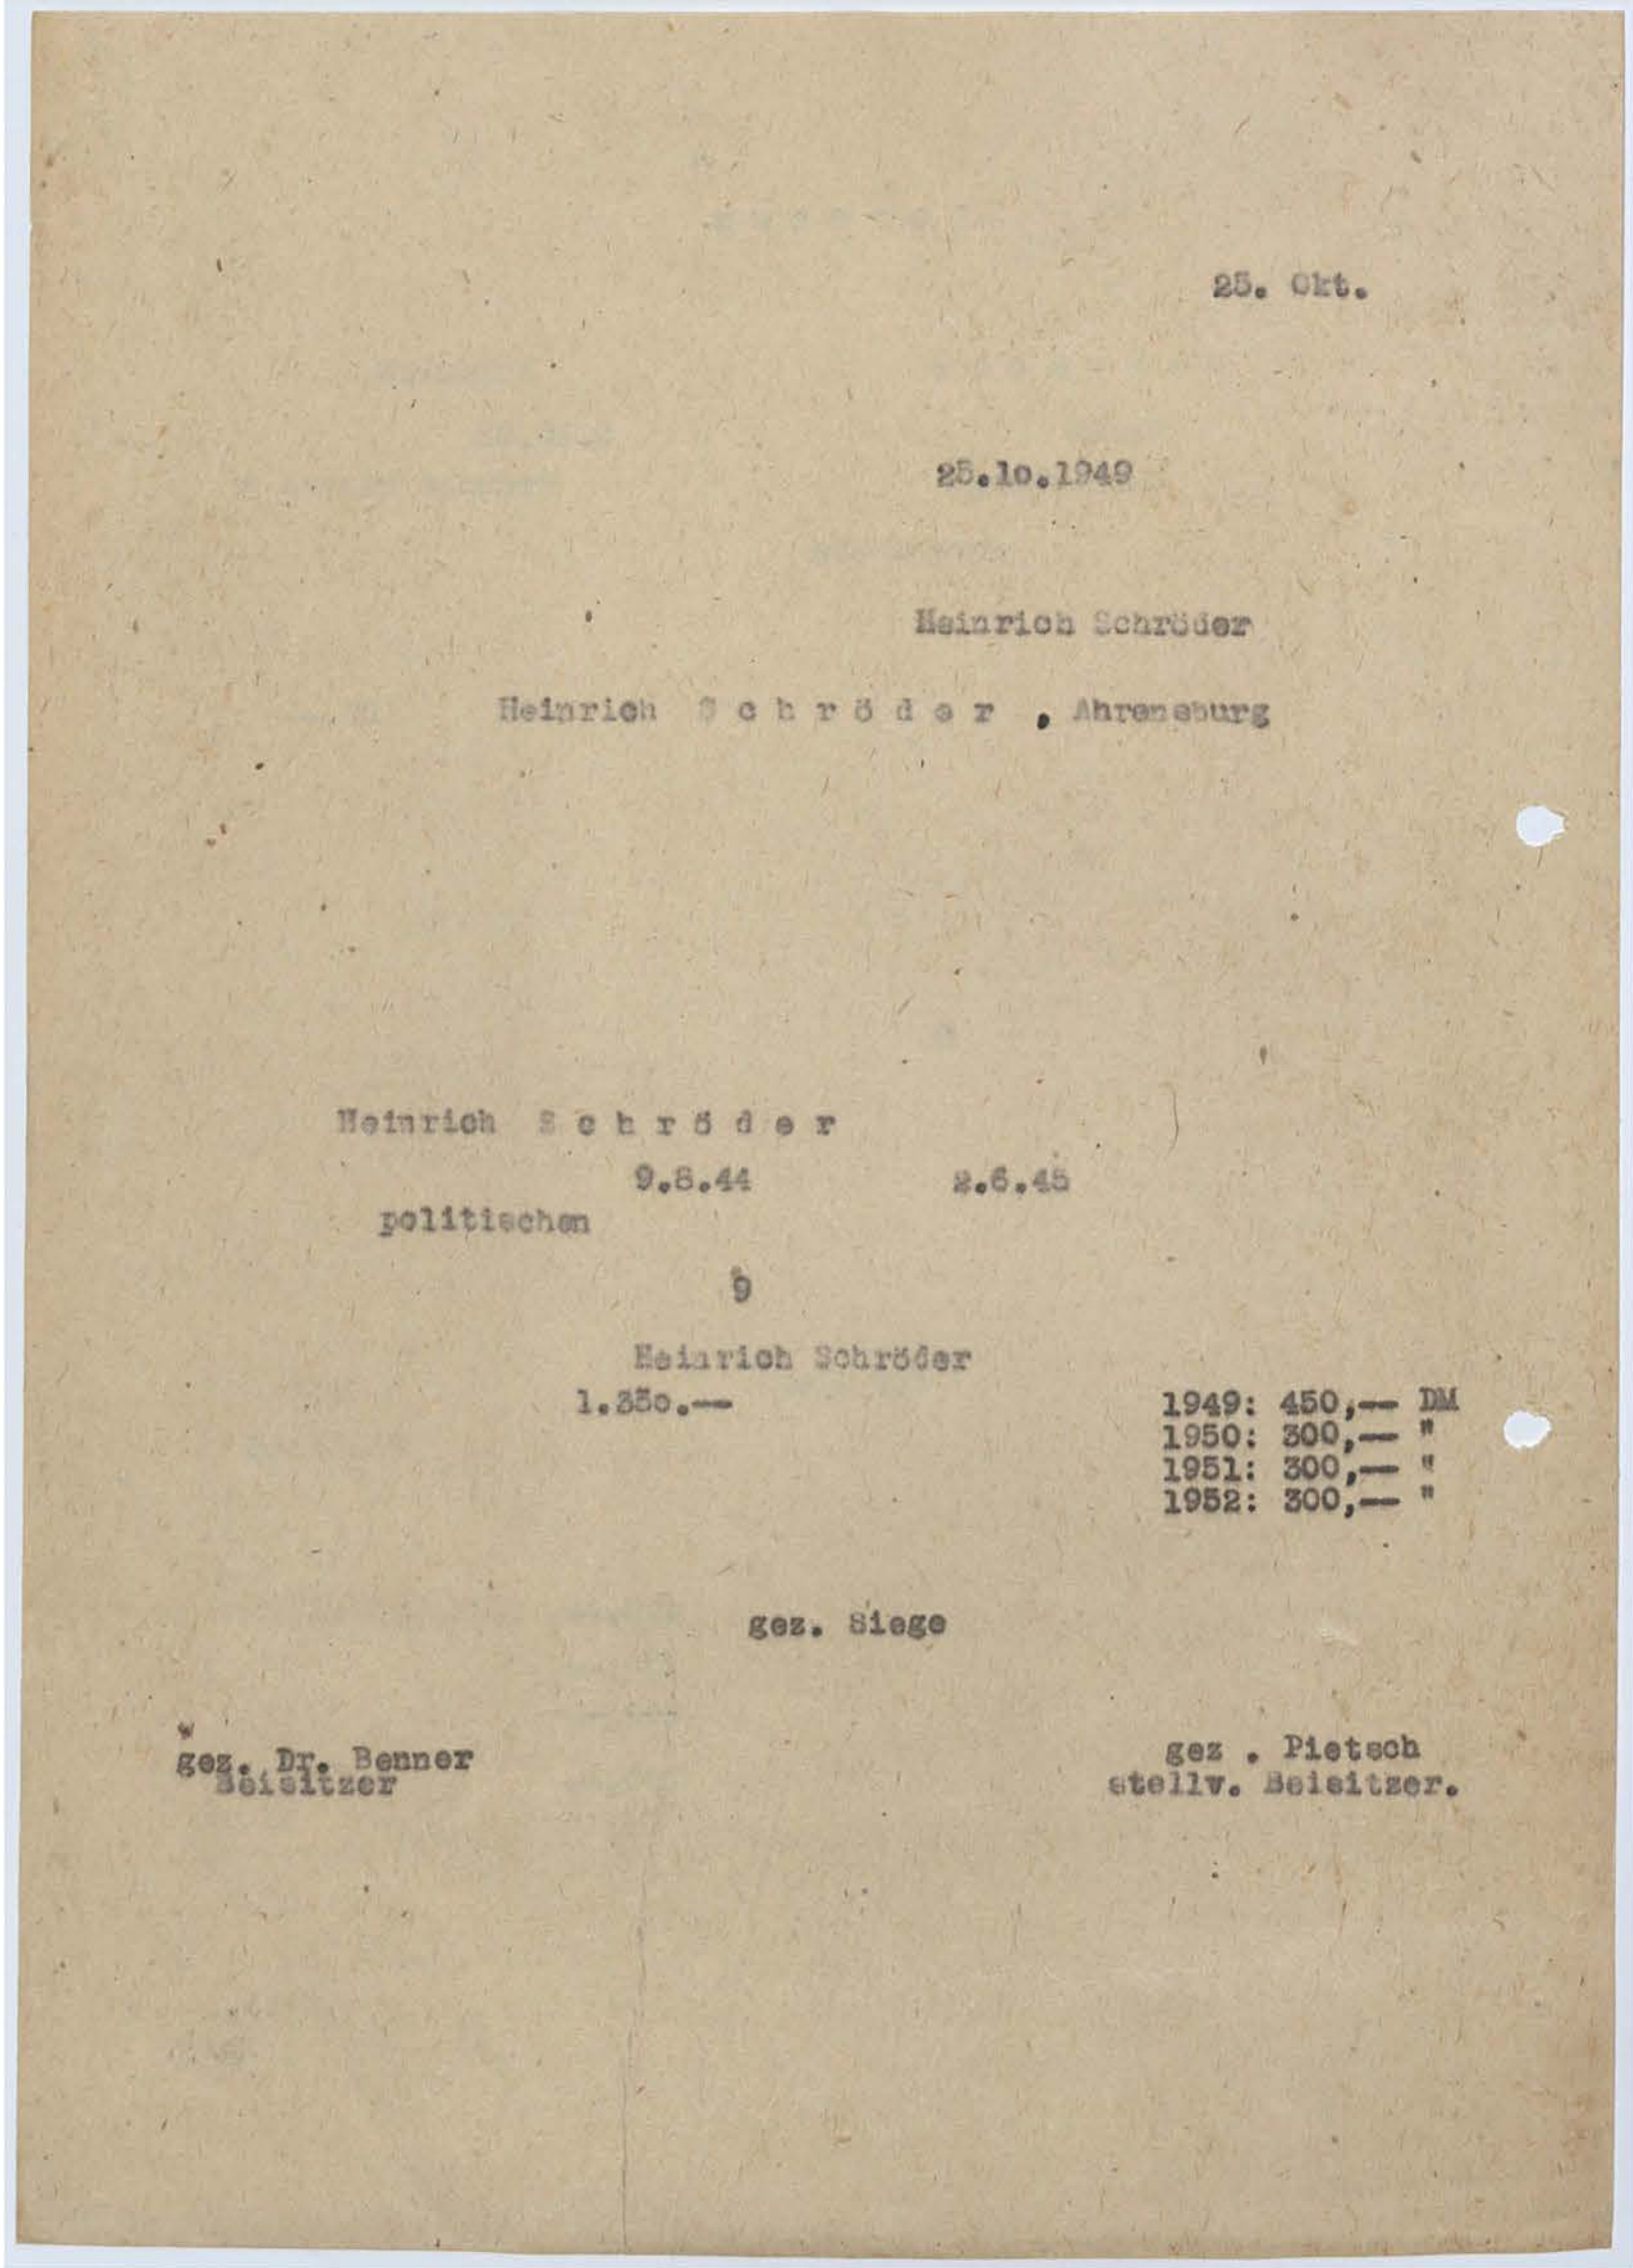 25. Okt.
25.10.1949
Heinrich Schröder
Heinrich S c h r ö d e r , Ahrensburg
Heinrich S c h r ö d e r
9.8.44 2.6.45
politischen
9
Heinrich Schröder
1.350.--
1949: 450,-- DM
1950: 300,-- "
1951: 300,-- "
1952: 300,-- "
gez. Siege
gez. Dr. Benner
Beisitzer
gez . Pietsch
stellv. Beisitzer.